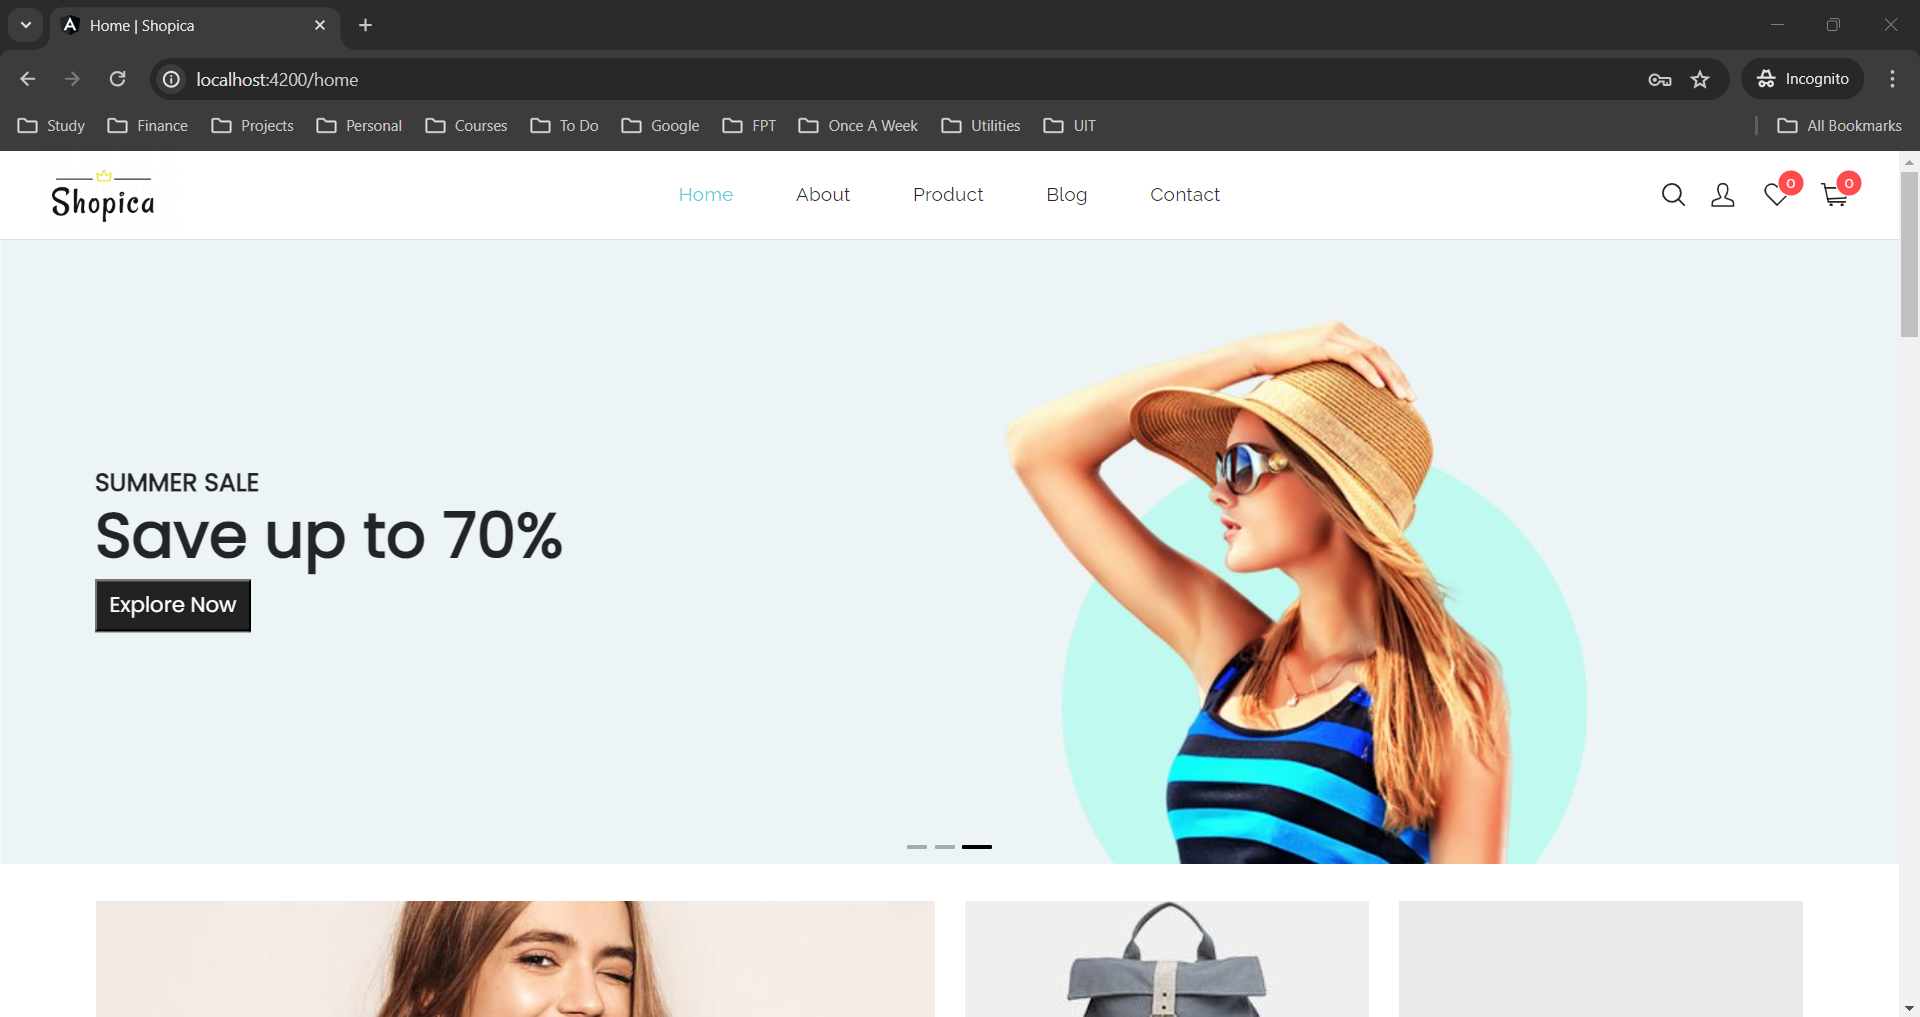 Home | Shopica
localhost:4200/home
Incognito
Study Finance Projects Personal Courses To Do Google FPT Once A Week Utilities UIT All Bookmarks
Shopica
Home About Product Blog Contact
0 0
SUMMER SALE
Save up to 70%
Explore Now